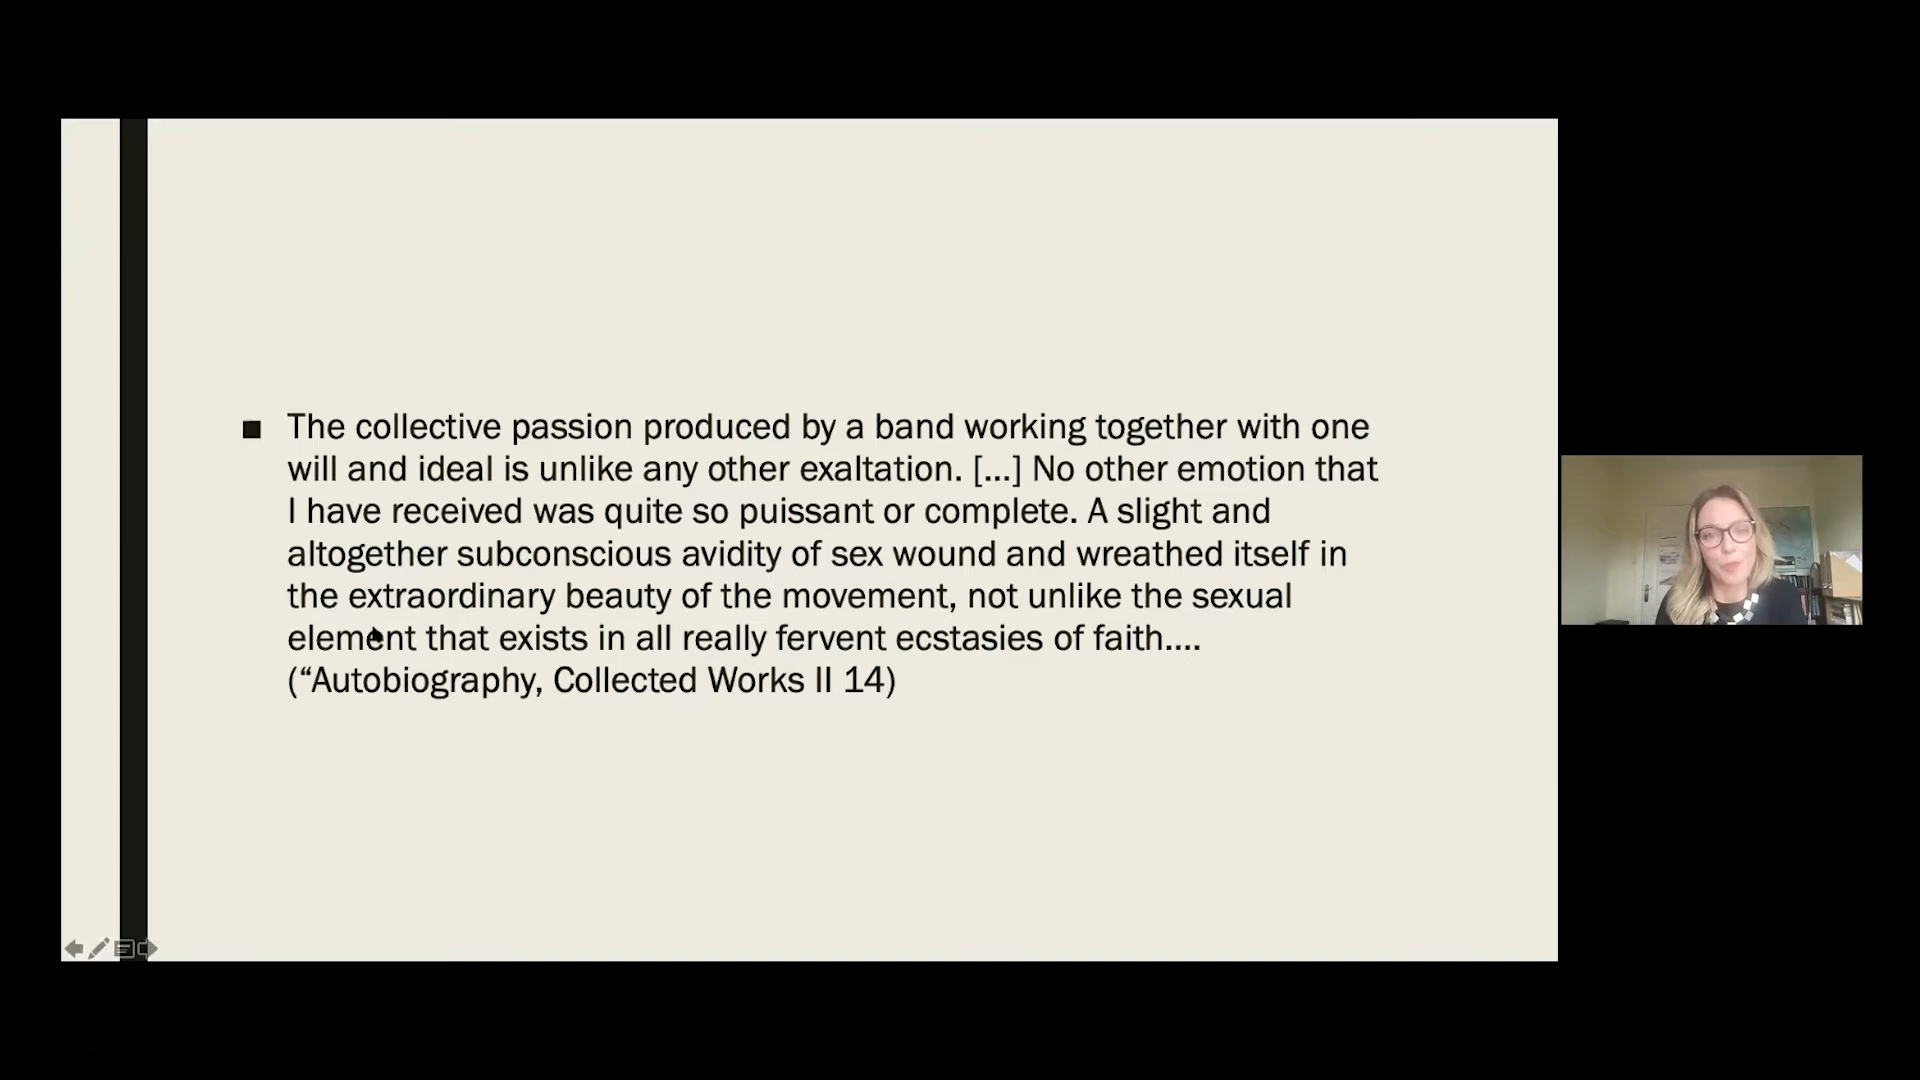 ■ The collective passion produced by a band working together with one
will and ideal is unlike any other exaltation. [...] No other emotion that
I have received was quite so puissant or complete. A slight and
altogether subconscious avidity of sex wound and wreathed itself in
the extraordinary beauty of the movement, not unlike the sexual
element that exists in all really fervent ecstasies of faith....
(“Autobiography, Collected Works II 14)